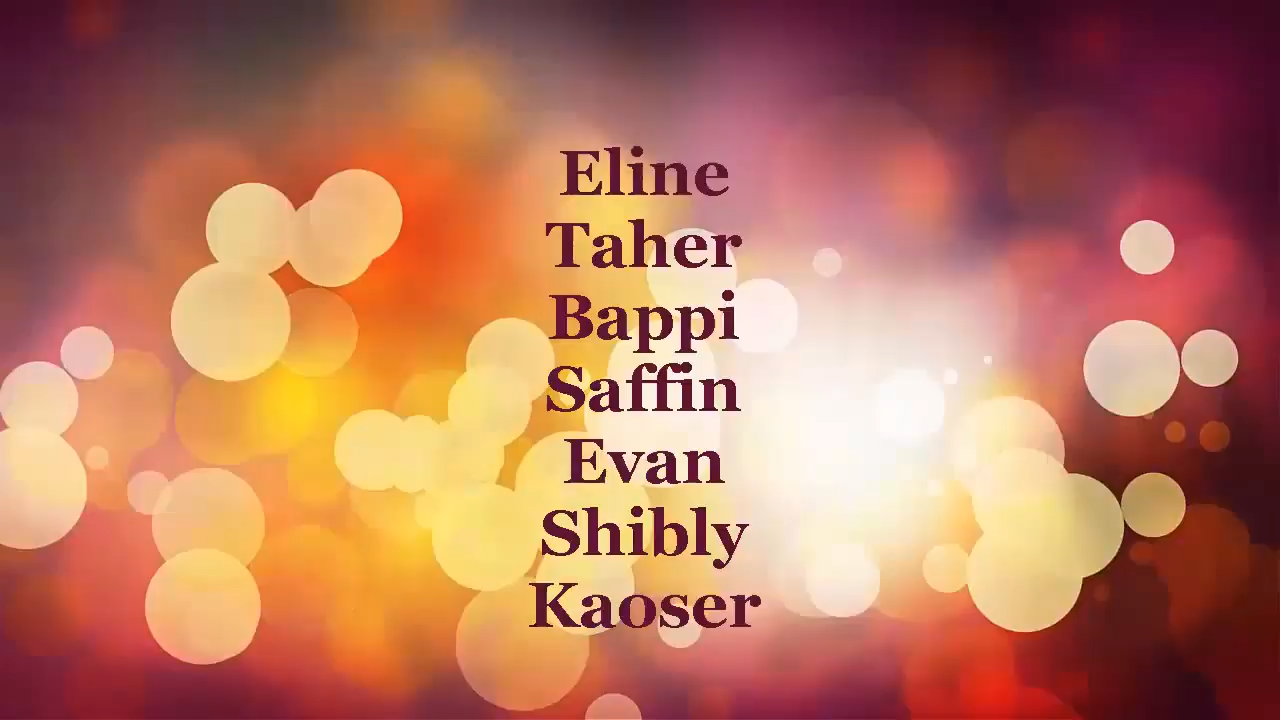 Eline
Taher
Bappi
Saffin
Evan
Shibly
Kaoser